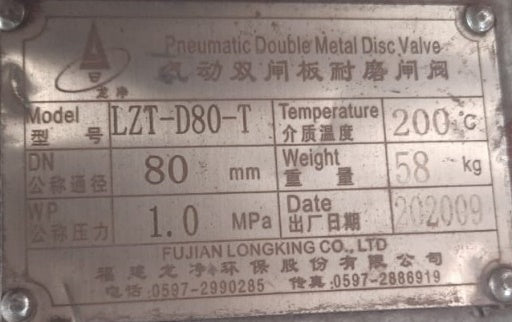 Pneumatic Double Metal Disc Valve
气动双闸板耐磨闸阀
龙净
Model LZT-D80-T Temperature 200 °C
型号 介质温度
DN 80 mm Weight 58 kg
公称通径 重量
WP 1.0 MPa Date 202009
公称压力 出厂日期
FUJIAN LONGKING CO., LTD
福建龙净环保股份有限公司
电话:0597-2990285 传真:0597-2886919